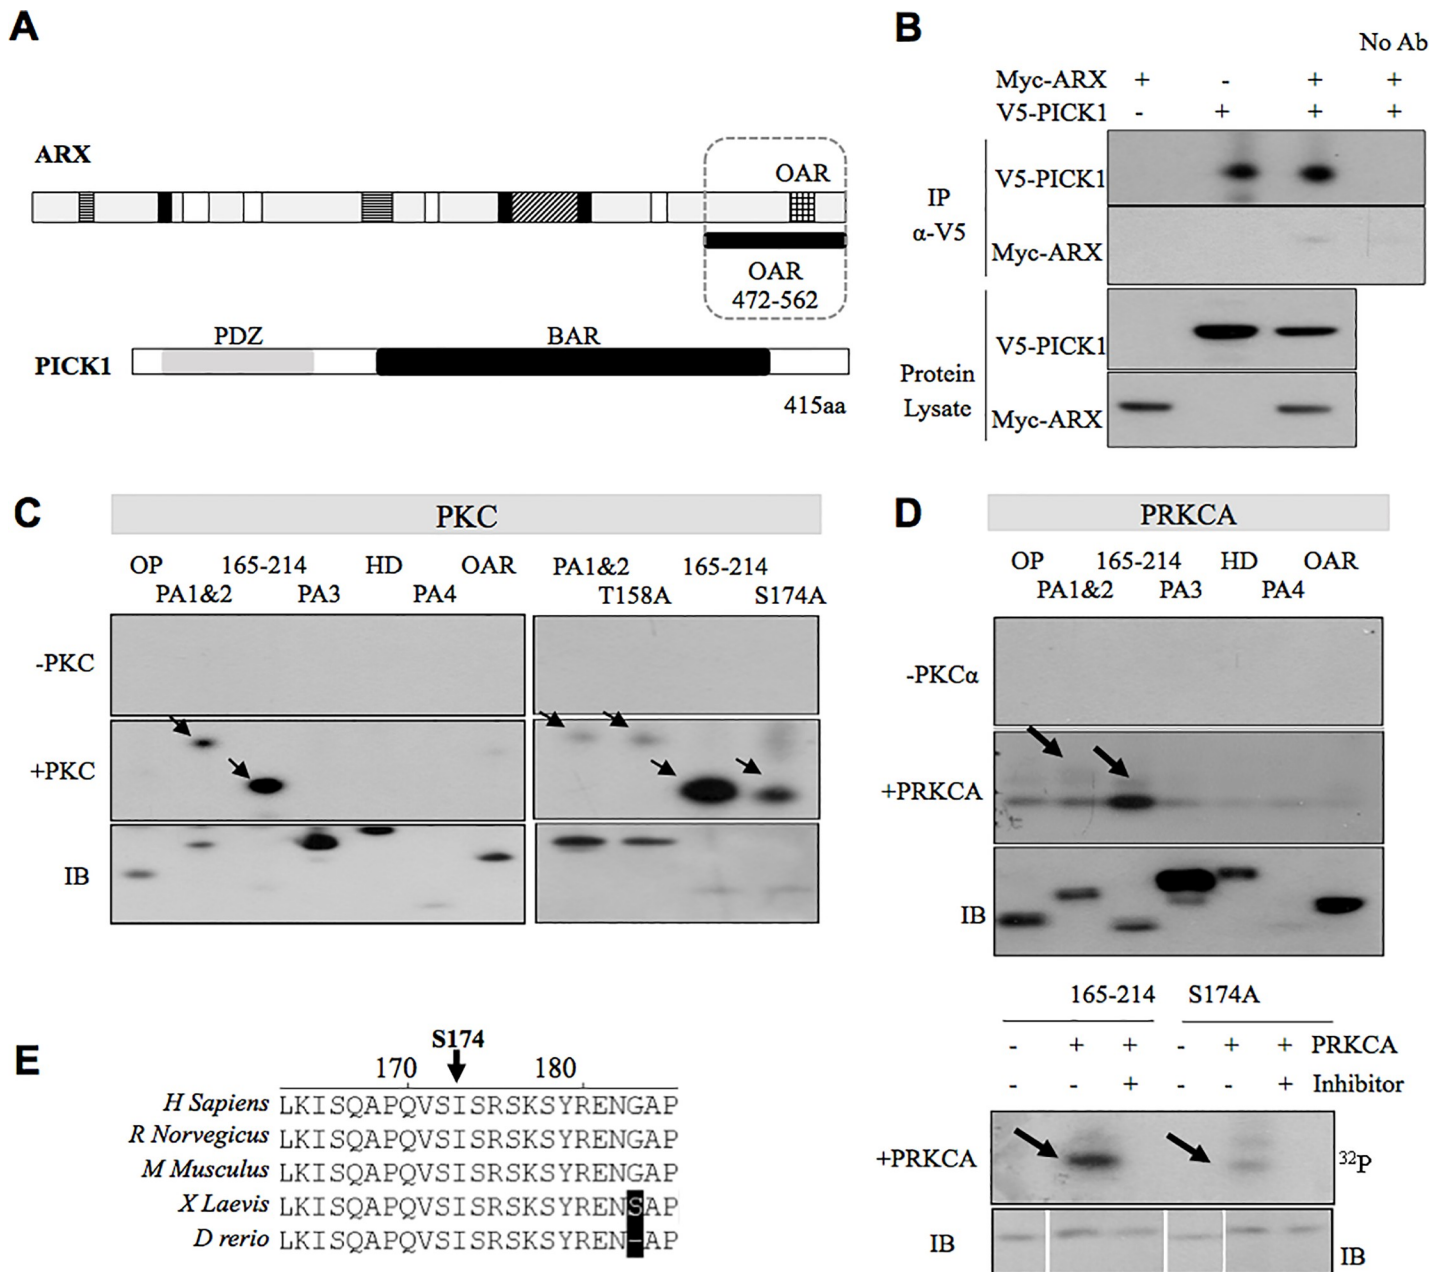 A
ARX
OAR
OAR
472-562
PDZ
BAR
PICK1
415aa
B
No Ab
Myc-ARX + - + +
V5-PICK1 - + + +
IP
α-V5
V5-PICK1
Myc-ARX
Protein
Lysate
V5-PICK1
Myc-ARX
C
PKC
OP 165-214 HD OAR PA1&2 165-214
PA1&2 PA3 PA4 T158A S174A
-PKC
+PKC
IB
D
PRKCA
OP 165-214 HD OAR
PA1&2 PA3 PA4
-PKCα
+PRKCA
IB
165-214 S174A
- + + - + + PRKCA
- - + - - + Inhibitor
+PRKCA
32P
IB
IB
E
S174
170 180
H Sapiens LKISQAPQVSISRSKSYRENGAP
R Norvegicus LKISQAPQVSISRSKSYRENGAP
M Musculus LKISQAPQVSISRSKSYRENGAP
X Laevis LKISQAPQVSISRSKSYRENSAP
D rerio LKISQAPQVSISRSKSYREN-AP